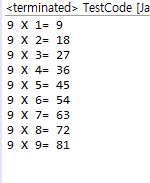 <terminated> TestCode [Ja
9 X 1= 9
9 X 2= 18
9 X 3= 27
9 X 4= 36
9 X 5= 45
9 X 6= 54
9 X 7= 63
9 X 8= 72
9 X 9= 81